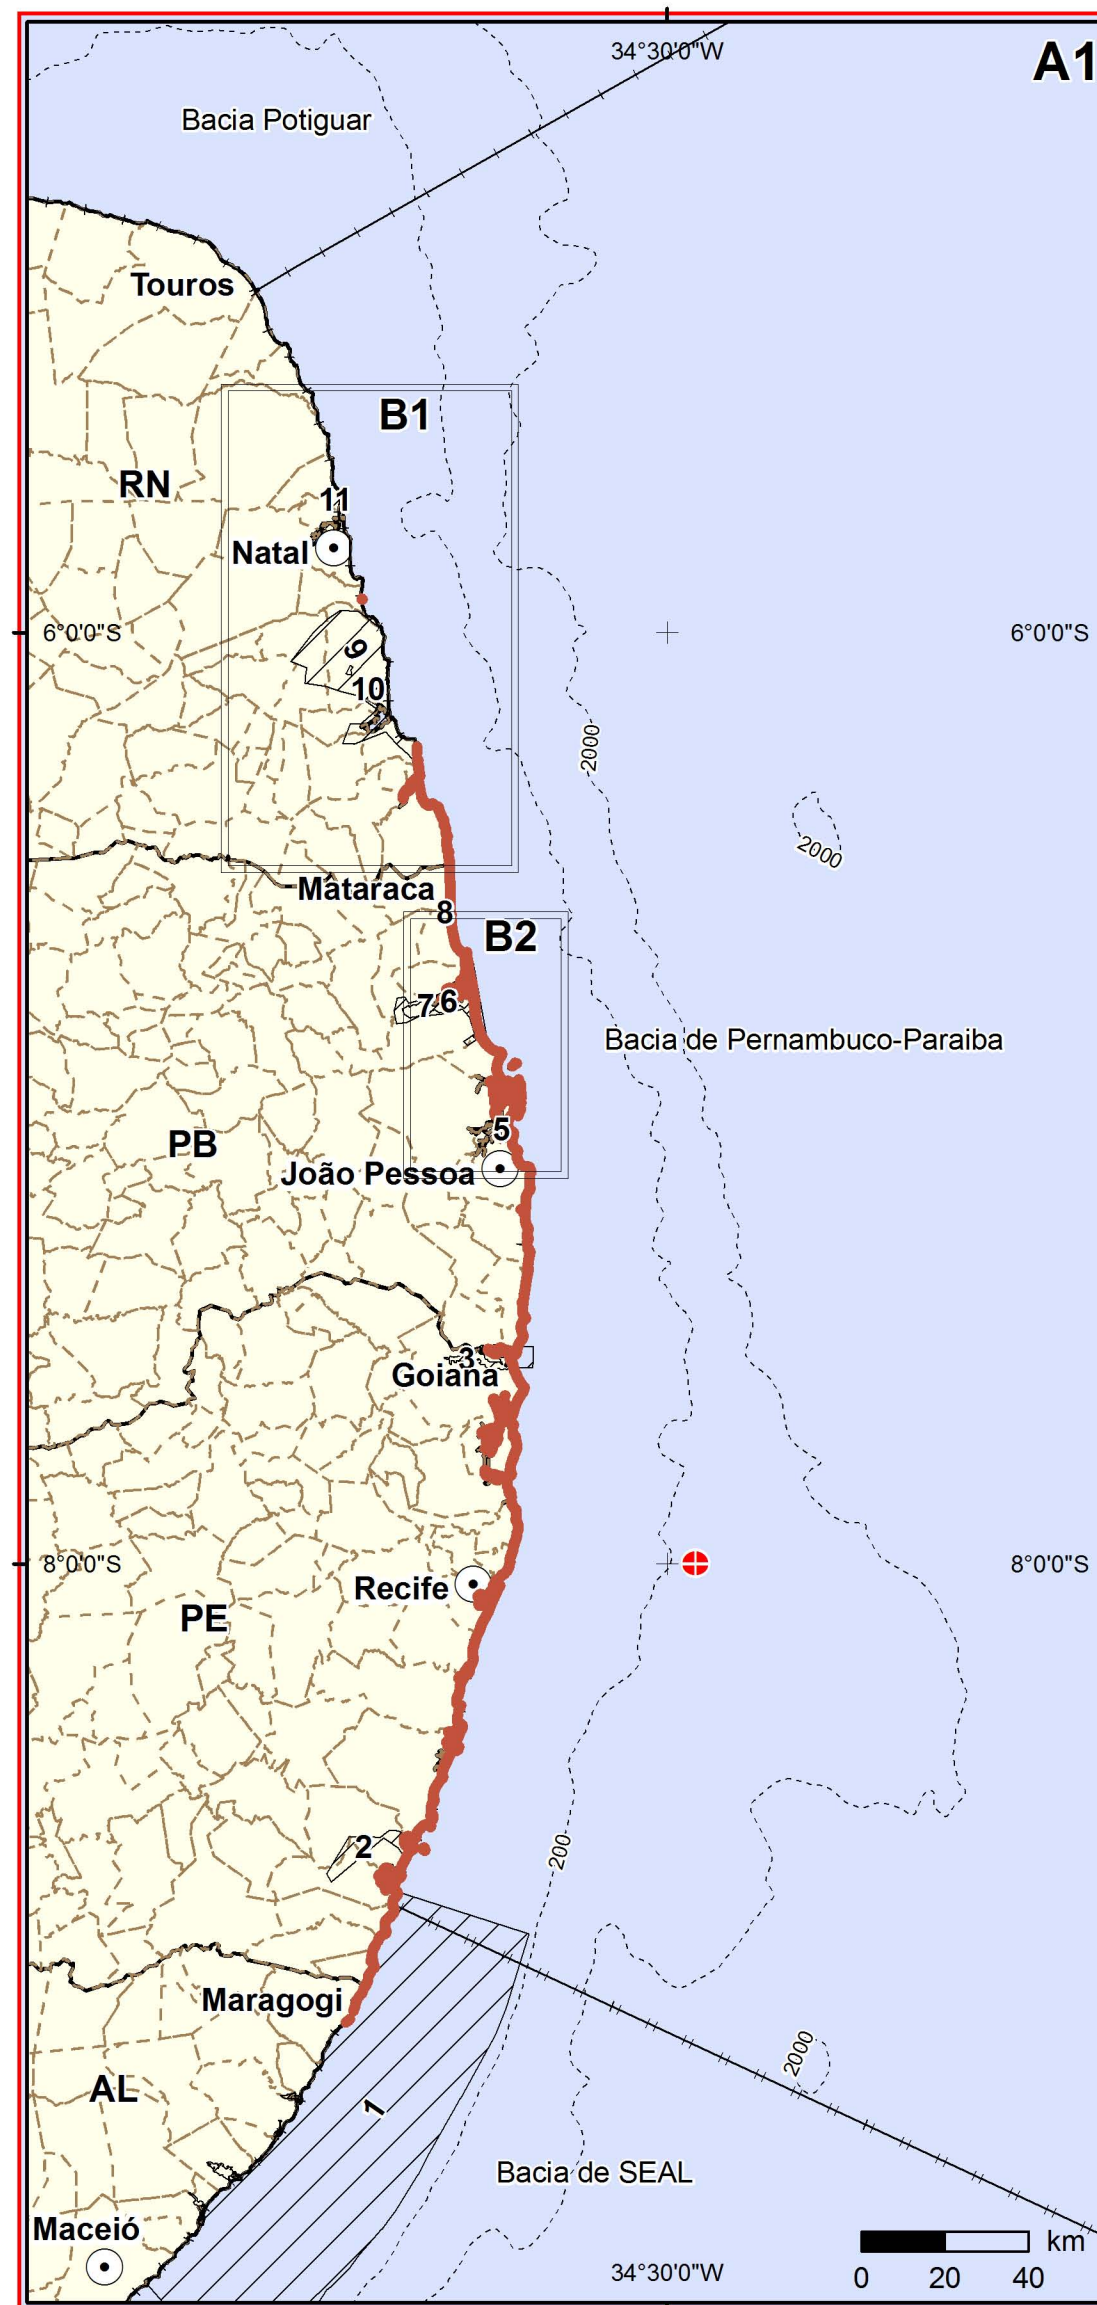 34°30'0"W
A1
Bacia Potiguar
Touros
B1
RN
11
Natal
6°0'0"S
6°0'0"S
9
10
2000
2000
Mataraca
8
B2
7
6
Bacia de Pernambuco-Paraiba
5
PB
João Pessoa
3
Goiana
8°0'0"S
8°0'0"S
Recife
PE
2
200
Maragogi
2000
AL
1
Bacia de SEAL
Maceió
km
34°30'0"W
0 20 40